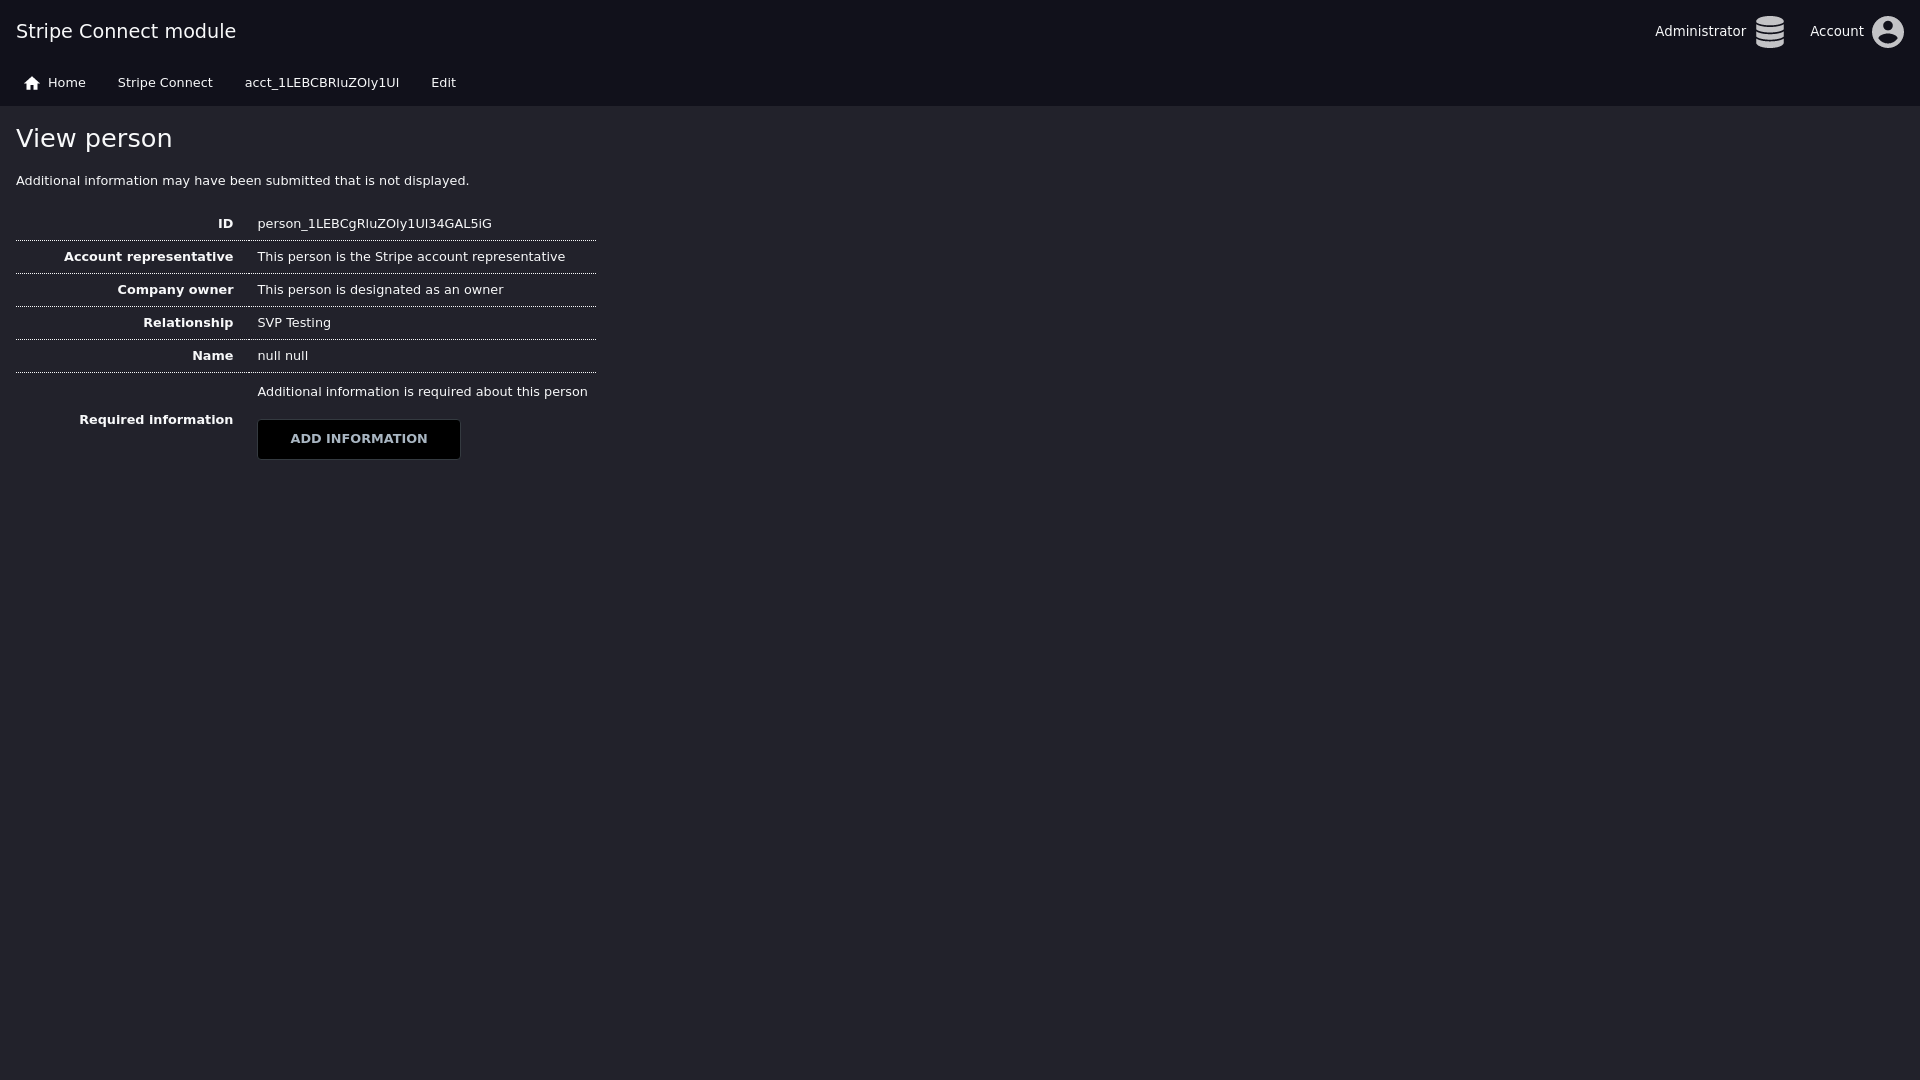 Stripe Connect module
Administrator
Account
Home
Stripe Connect
acct_1LEBCBRIuZOIy1UI
Edit
View person
Additional information may have been submitted that is not displayed.
ID person_1LEBCgRIuZOIy1UI34GAL5iG
Account representative This person is the Stripe account representative
Company owner This person is designated as an owner
Relationship SVP Testing
Name null null
Required information Additional information is required about this person
ADD INFORMATION